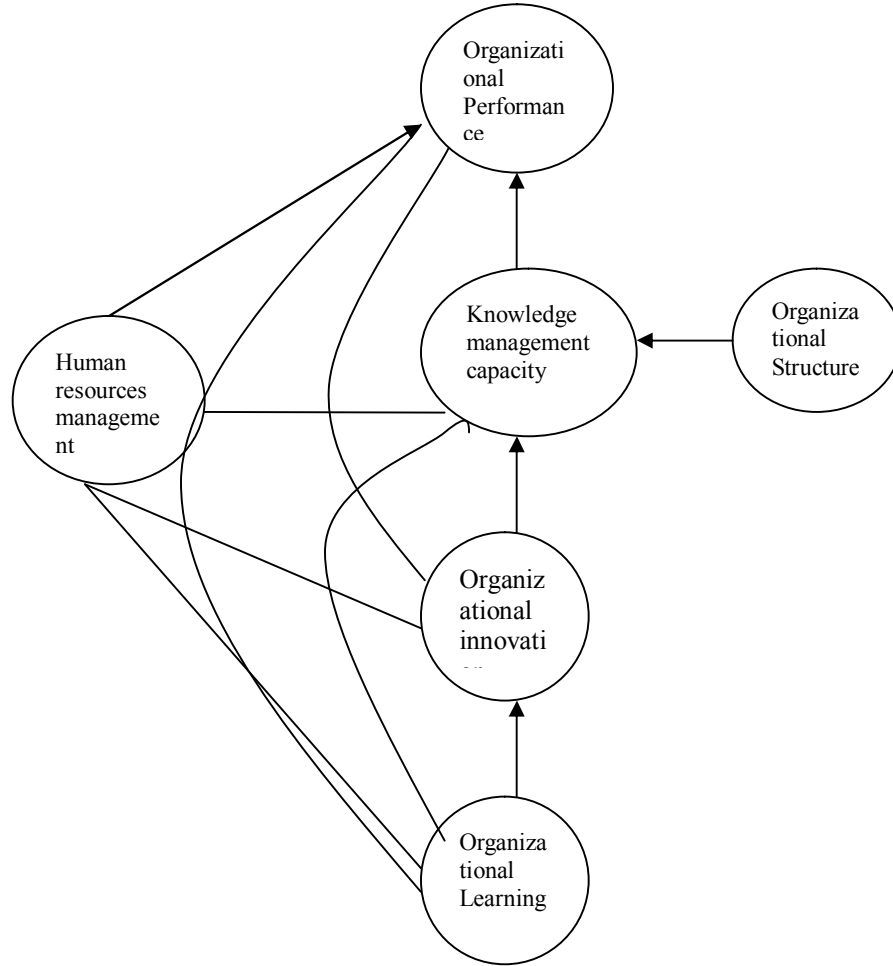 Organizati
onal
Performan
ce
Knowledge
management
capacity
Organiza
tional
Structure
Human
resources
manageme
nt
Organiz
ational
innovati
Organiza
tional
Learning